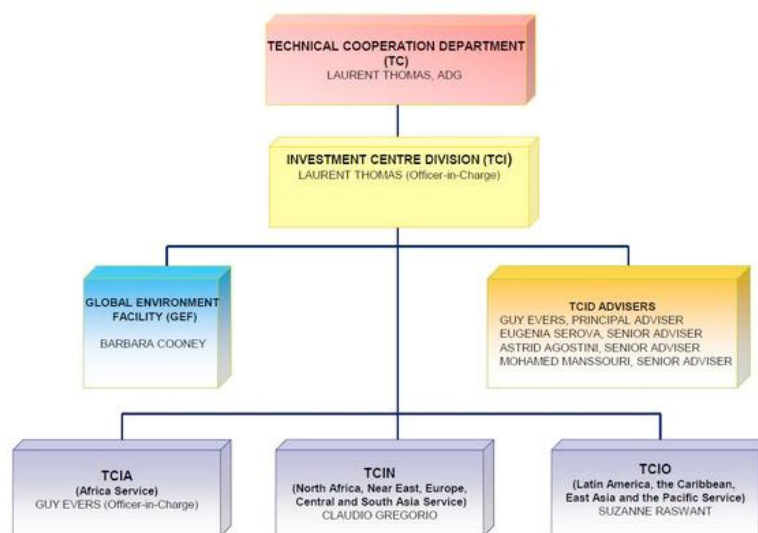 TECHNICAL COOPERATION DEPARTMENT
(TC)
LAURENT THOMAS, ADG
INVESTMENT CENTRE DIVISION (TCI)
LAURENT THOMAS (Officer-in-Charge)
GLOBAL ENVIRONMENT
FACILITY (GEF)
BARBARA COONEY
TCID ADVISERS
GUY EVERS, PRINCIPAL ADVISER
EUGENIA SEROVA, SENIOR ADVISER
ASTRID AGOSTINI, SENIOR ADVISER
MOHAMED MANSSOURI, SENIOR ADVISER
TCIA
(Africa Service)
GUY EVERS (Officer-in-Charge)
TCIN
(North Africa, Near East, Europe,
Central and South Asia Service)
CLAUDIO GREGORIO
TCIO
(Latin America, the Caribbean,
East Asia and the Pacific Service)
SUZANNE RASWANT